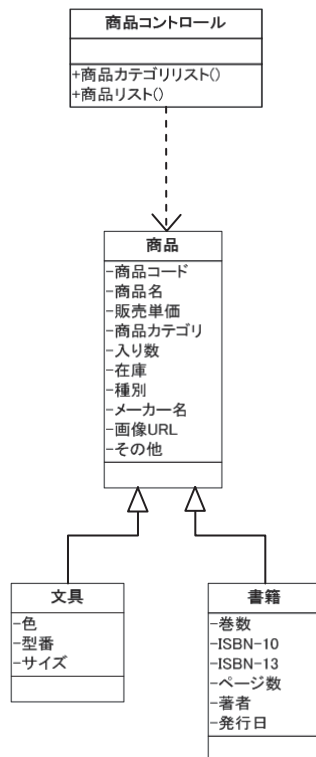 商品コントロール
+商品カテゴリリスト()
+商品リスト()
商品
-商品コード
-商品名
-販売単価
-商品カテゴリ
-入り数
-在庫
-種別
-メーカー名
-画像URL
-その他
文具
-色
-型番
-サイズ
書籍
-巻数
-ISBN-10
-ISBN-13
-ページ数
-著者
-発行日